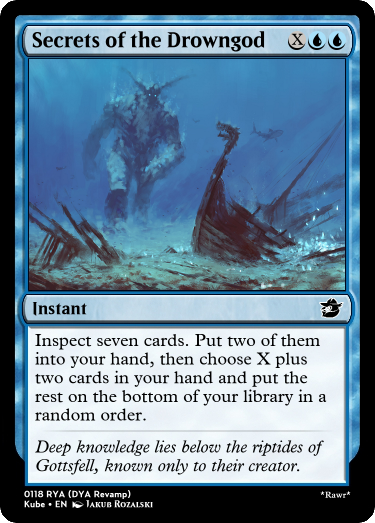 Secrets of the Drowngod X
Instant
Inspect seven cards. Put two of them
into your hand, then choose X plus
two cards in your hand and put the
rest on the bottom of your library in a
random order.
Deep knowledge lies below the riptides of
Gottsfell, known only to their creator.
0118 RYA (DYA Revamp)
Kube • EN Jakub Rozalski
*Rawr*